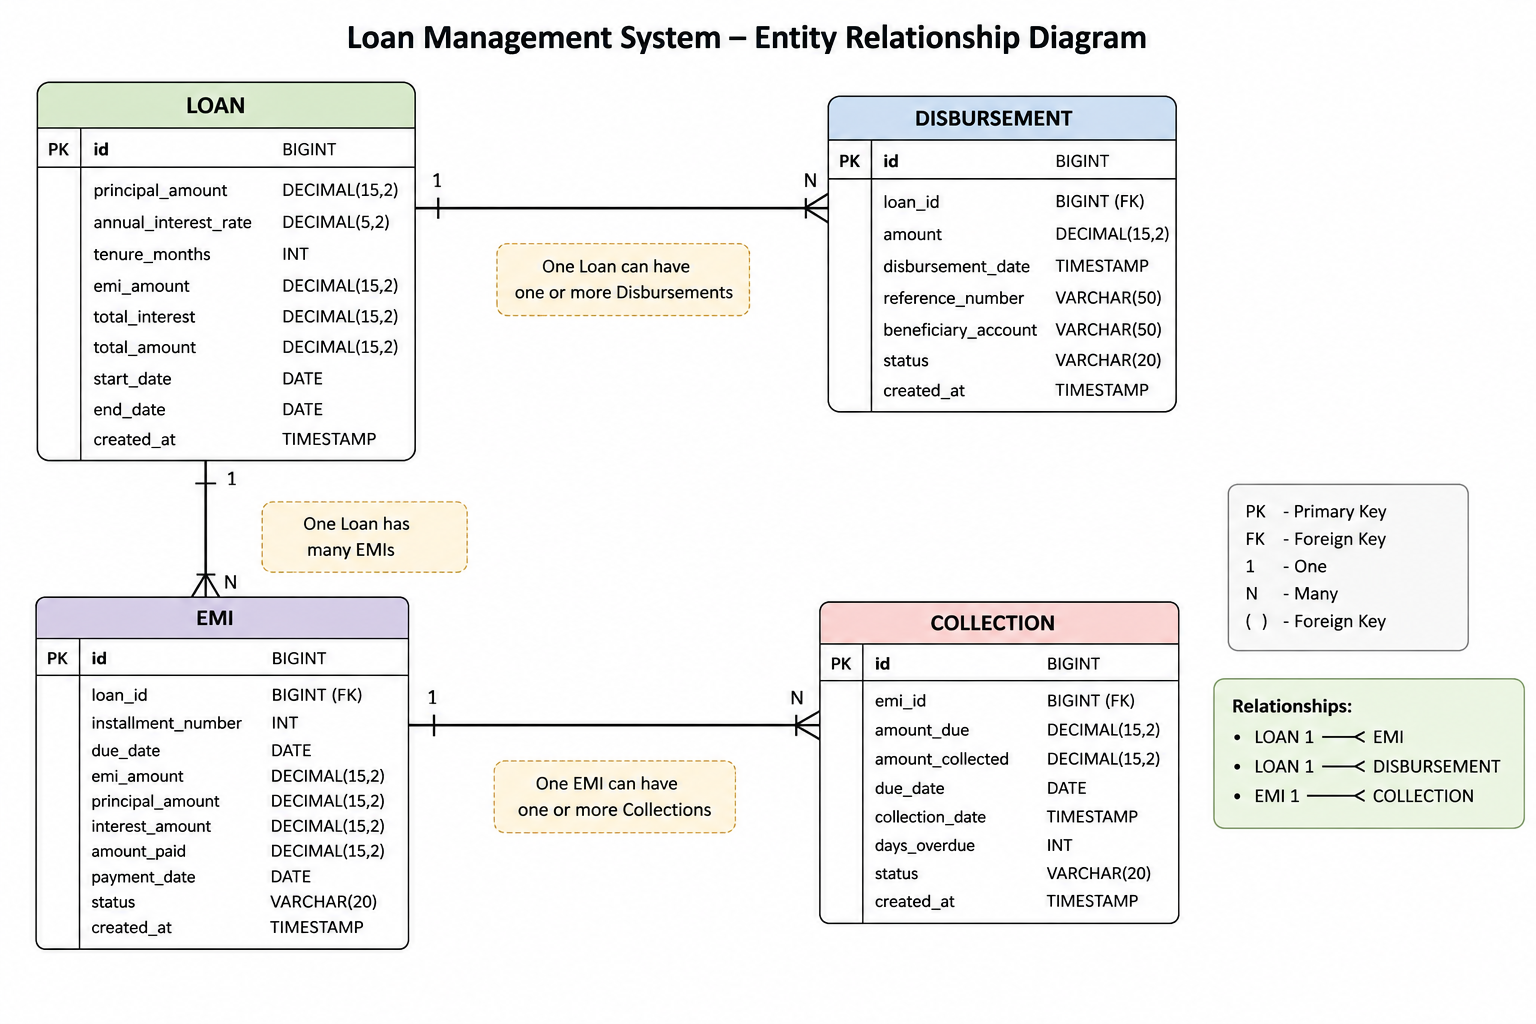 Loan Management System – Entity Relationship Diagram
LOAN
PK id BIGINT
principal_amount DECIMAL(15,2)
annual_interest_rate DECIMAL(5,2)
tenure_months INT
emi_amount DECIMAL(15,2)
total_interest DECIMAL(15,2)
total_amount DECIMAL(15,2)
start_date DATE
end_date DATE
created_at TIMESTAMP
1
N
One Loan can have
one or more Disbursements
DISBURSEMENT
PK id BIGINT
loan_id BIGINT (FK)
amount DECIMAL(15,2)
disbursement_date TIMESTAMP
reference_number VARCHAR(50)
beneficiary_account VARCHAR(50)
status VARCHAR(20)
created_at TIMESTAMP
1
One Loan has
many EMIs
N
EMI
PK id BIGINT
loan_id BIGINT (FK)
installment_number INT
due_date DATE
emi_amount DECIMAL(15,2)
principal_amount DECIMAL(15,2)
interest_amount DECIMAL(15,2)
amount_paid DECIMAL(15,2)
payment_date DATE
status VARCHAR(20)
created_at TIMESTAMP
1
N
One EMI can have
one or more Collections
COLLECTION
PK id BIGINT
emi_id BIGINT (FK)
amount_due DECIMAL(15,2)
amount_collected DECIMAL(15,2)
due_date DATE
collection_date TIMESTAMP
days_overdue INT
status VARCHAR(20)
created_at TIMESTAMP
PK - Primary Key
FK - Foreign Key
1 - One
N - Many
( ) - Foreign Key
Relationships:
• LOAN 1 ——< EMI
• LOAN 1 ——< DISBURSEMENT
• EMI 1 ——< COLLECTION